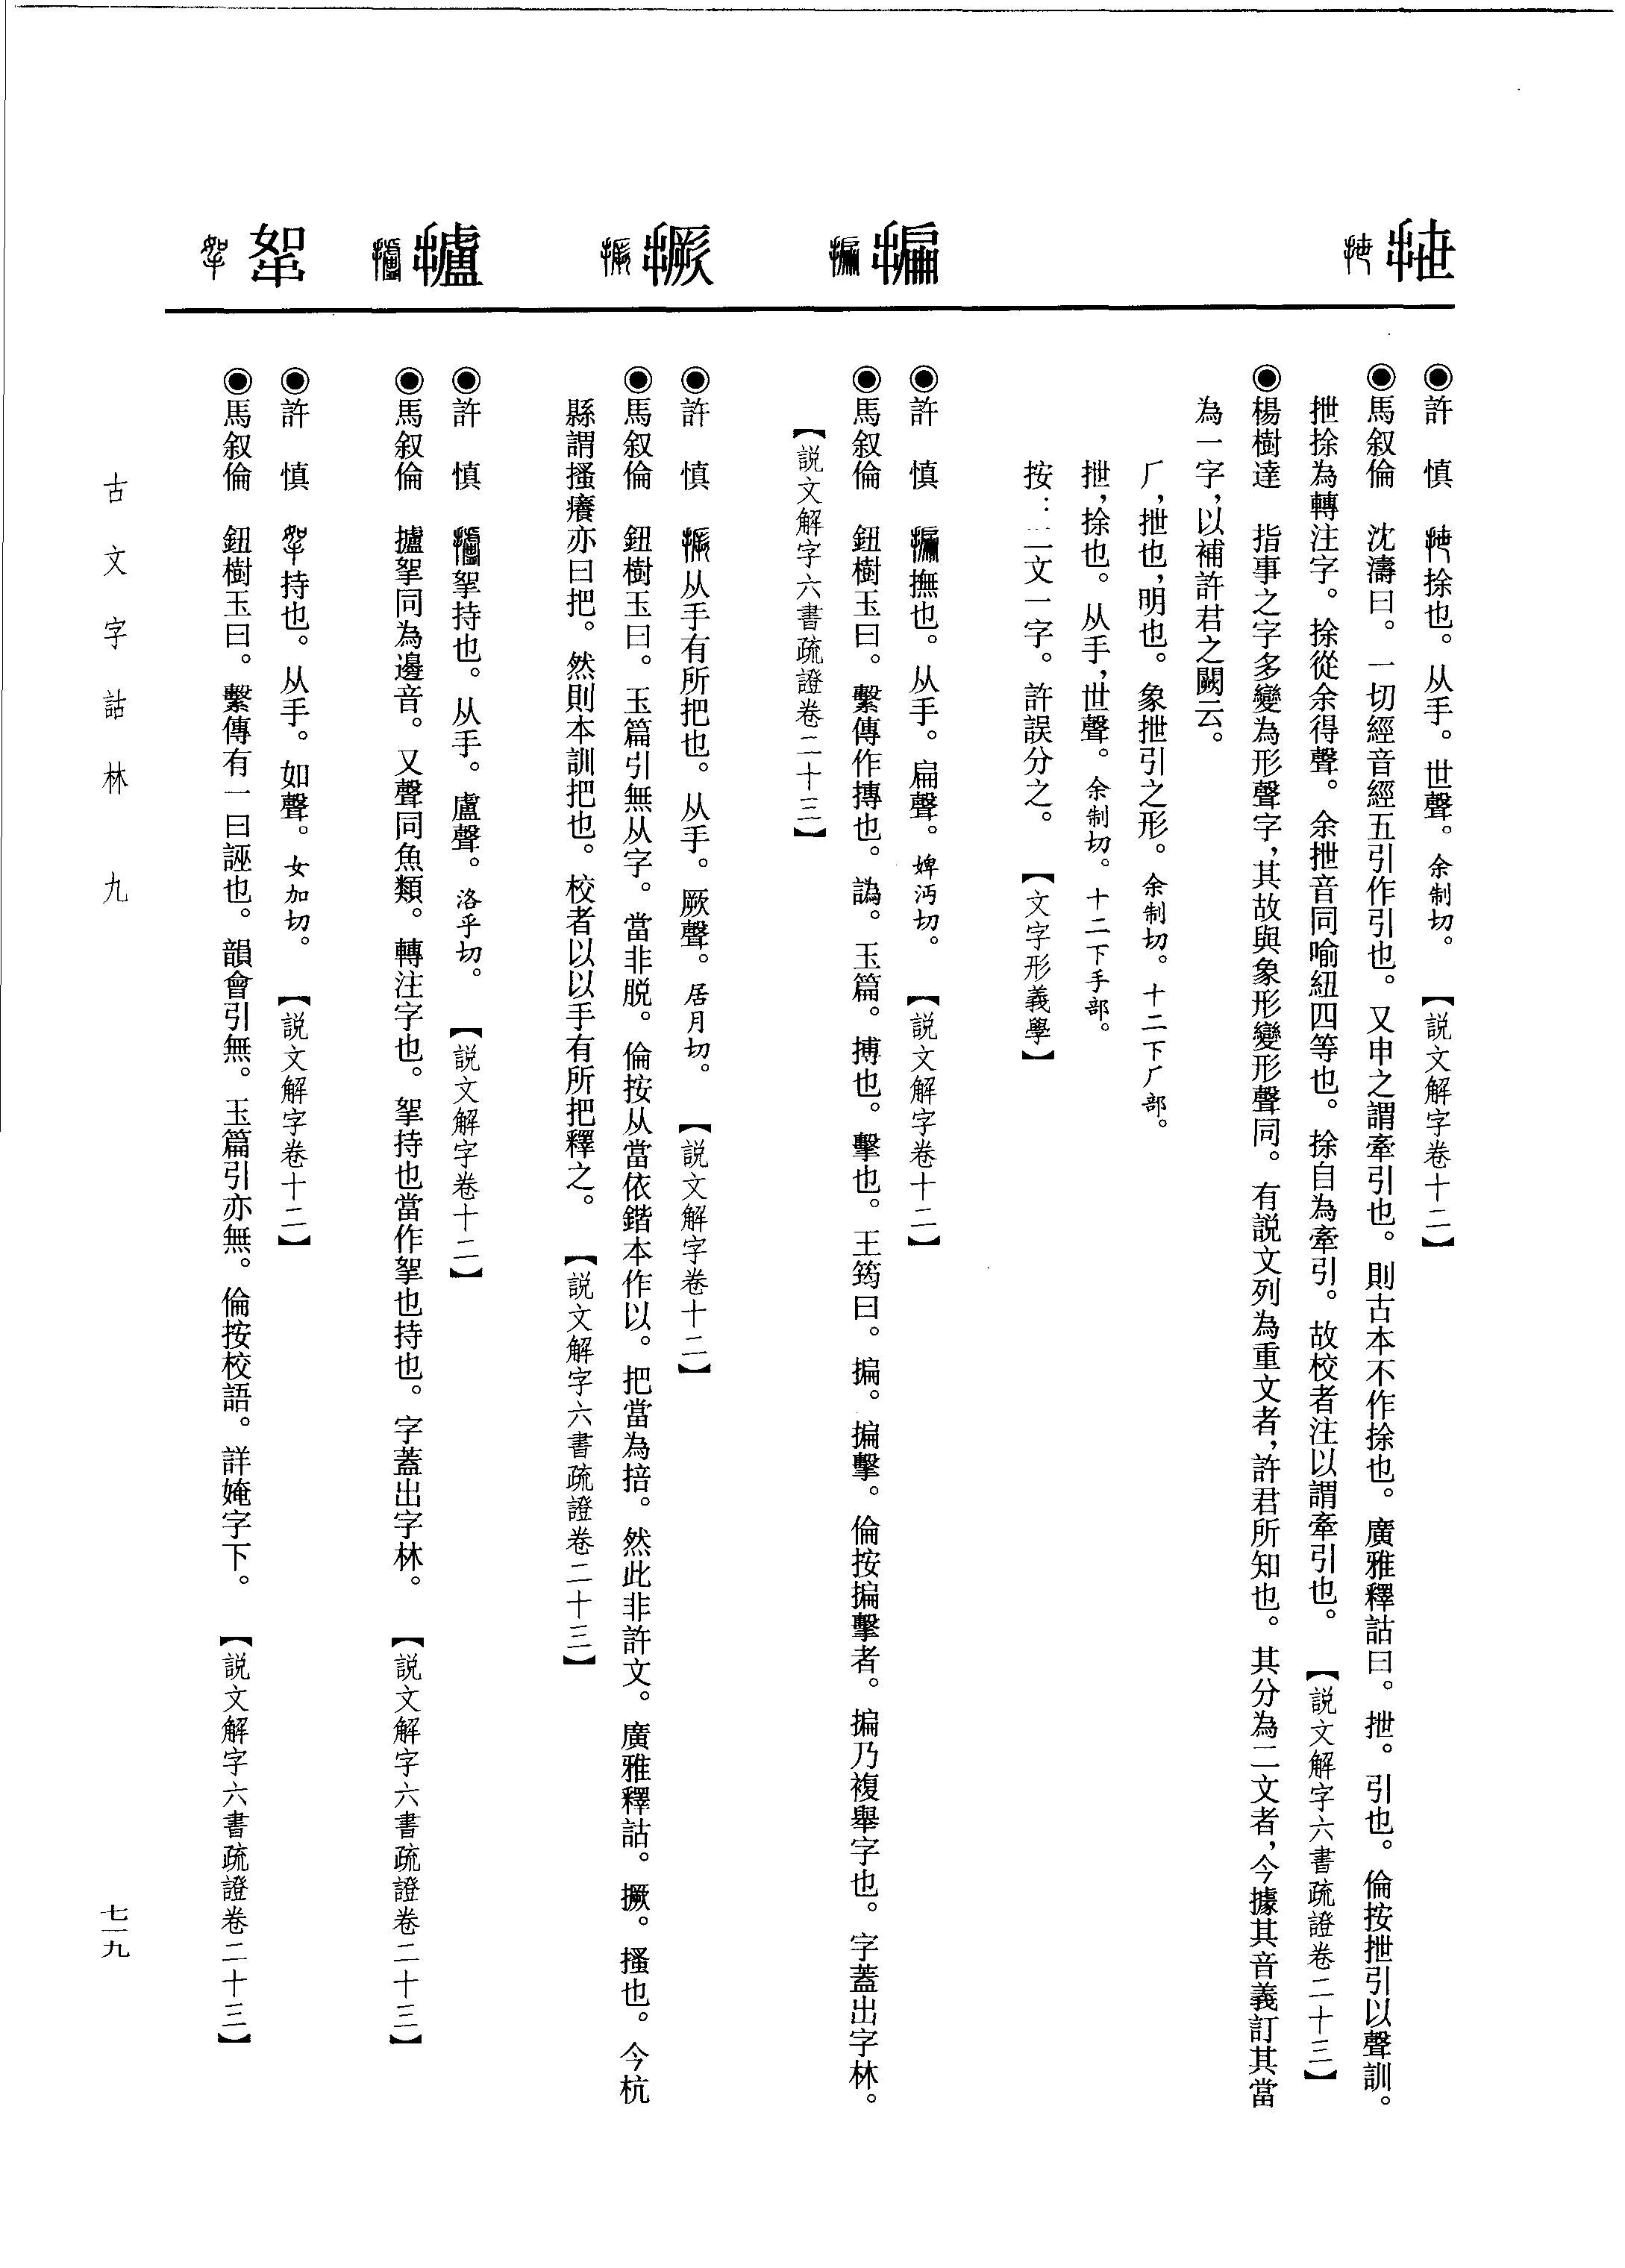 抴
◉許　慎　抴捈也。从手。世聲。余制切。【説文解字卷十二】
◉馬叙倫　沈濤曰。一切經音經五引作引也。又申之謂牽引也。則古本不作捈也。廣雅釋詁曰。抴。引也。倫按抴引以聲訓。
抴捈為轉注字。捈從余得聲。余抴音同喻紐四等也。捈自為牽引。故校者注以謂牽引也。【説文解字六書疏證卷二十三】
◉楊樹達　指事之字多變為形聲字，其故與象形變形聲同。有説文列為重文者，許君所知也。其分為二文者，今據其音義訂其當
為一字，以補許君之闕云。
𠂆，抴也，明也。象抴引之形。余制切。十二下𠂆部。
抴，捈也。从手，世聲。余制切。十二下手部。
按：二文一字。許誤分之。【文字形義學】
揙
◉許　慎　揙撫也。从手。扁聲。婢沔切。【説文解字卷十二】
◉馬叙倫　鈕樹玉曰。繫傳作摶也。譌。玉篇。搏也。擊也。王筠曰。揙。揙擊。倫按揙擊者。揙乃複舉字也。字蓋出字林。
【説文解字六書疏證卷二十三】
撅
◉許　慎　撅从手有所把也。从手。厥聲。居月切。【説文解字卷十二】
◉馬叙倫　鈕樹玉曰。玉篇引無从字。當非脱。倫按从當依鍇本作以。把當為掊。然此非許文。廣雅釋詁。撅。搔也。今杭
縣謂搔癢亦曰把。然則本訓把也。校者以以手有所把釋之。【説文解字六書疏證卷二十三】
攎
◉許　慎　攎挐持也。从手。盧聲。洛乎切。【説文解字卷十二】
◉馬叙倫　攎挐同為邊音。又聲同魚類。轉注字也。挐持也當作挐也持也。字蓋出字林。【説文解字六書疏證卷二十三】
挐
◉許　慎　挐持也。从手。如聲。女加切。【説文解字卷十二】
◉馬叙倫　鈕樹玉曰。繫傳有一曰誣也。韻會引無。玉篇引亦無。倫按校語。詳媕字下。【説文解字六書疏證卷二十三】
古文字詁林　九
七一九